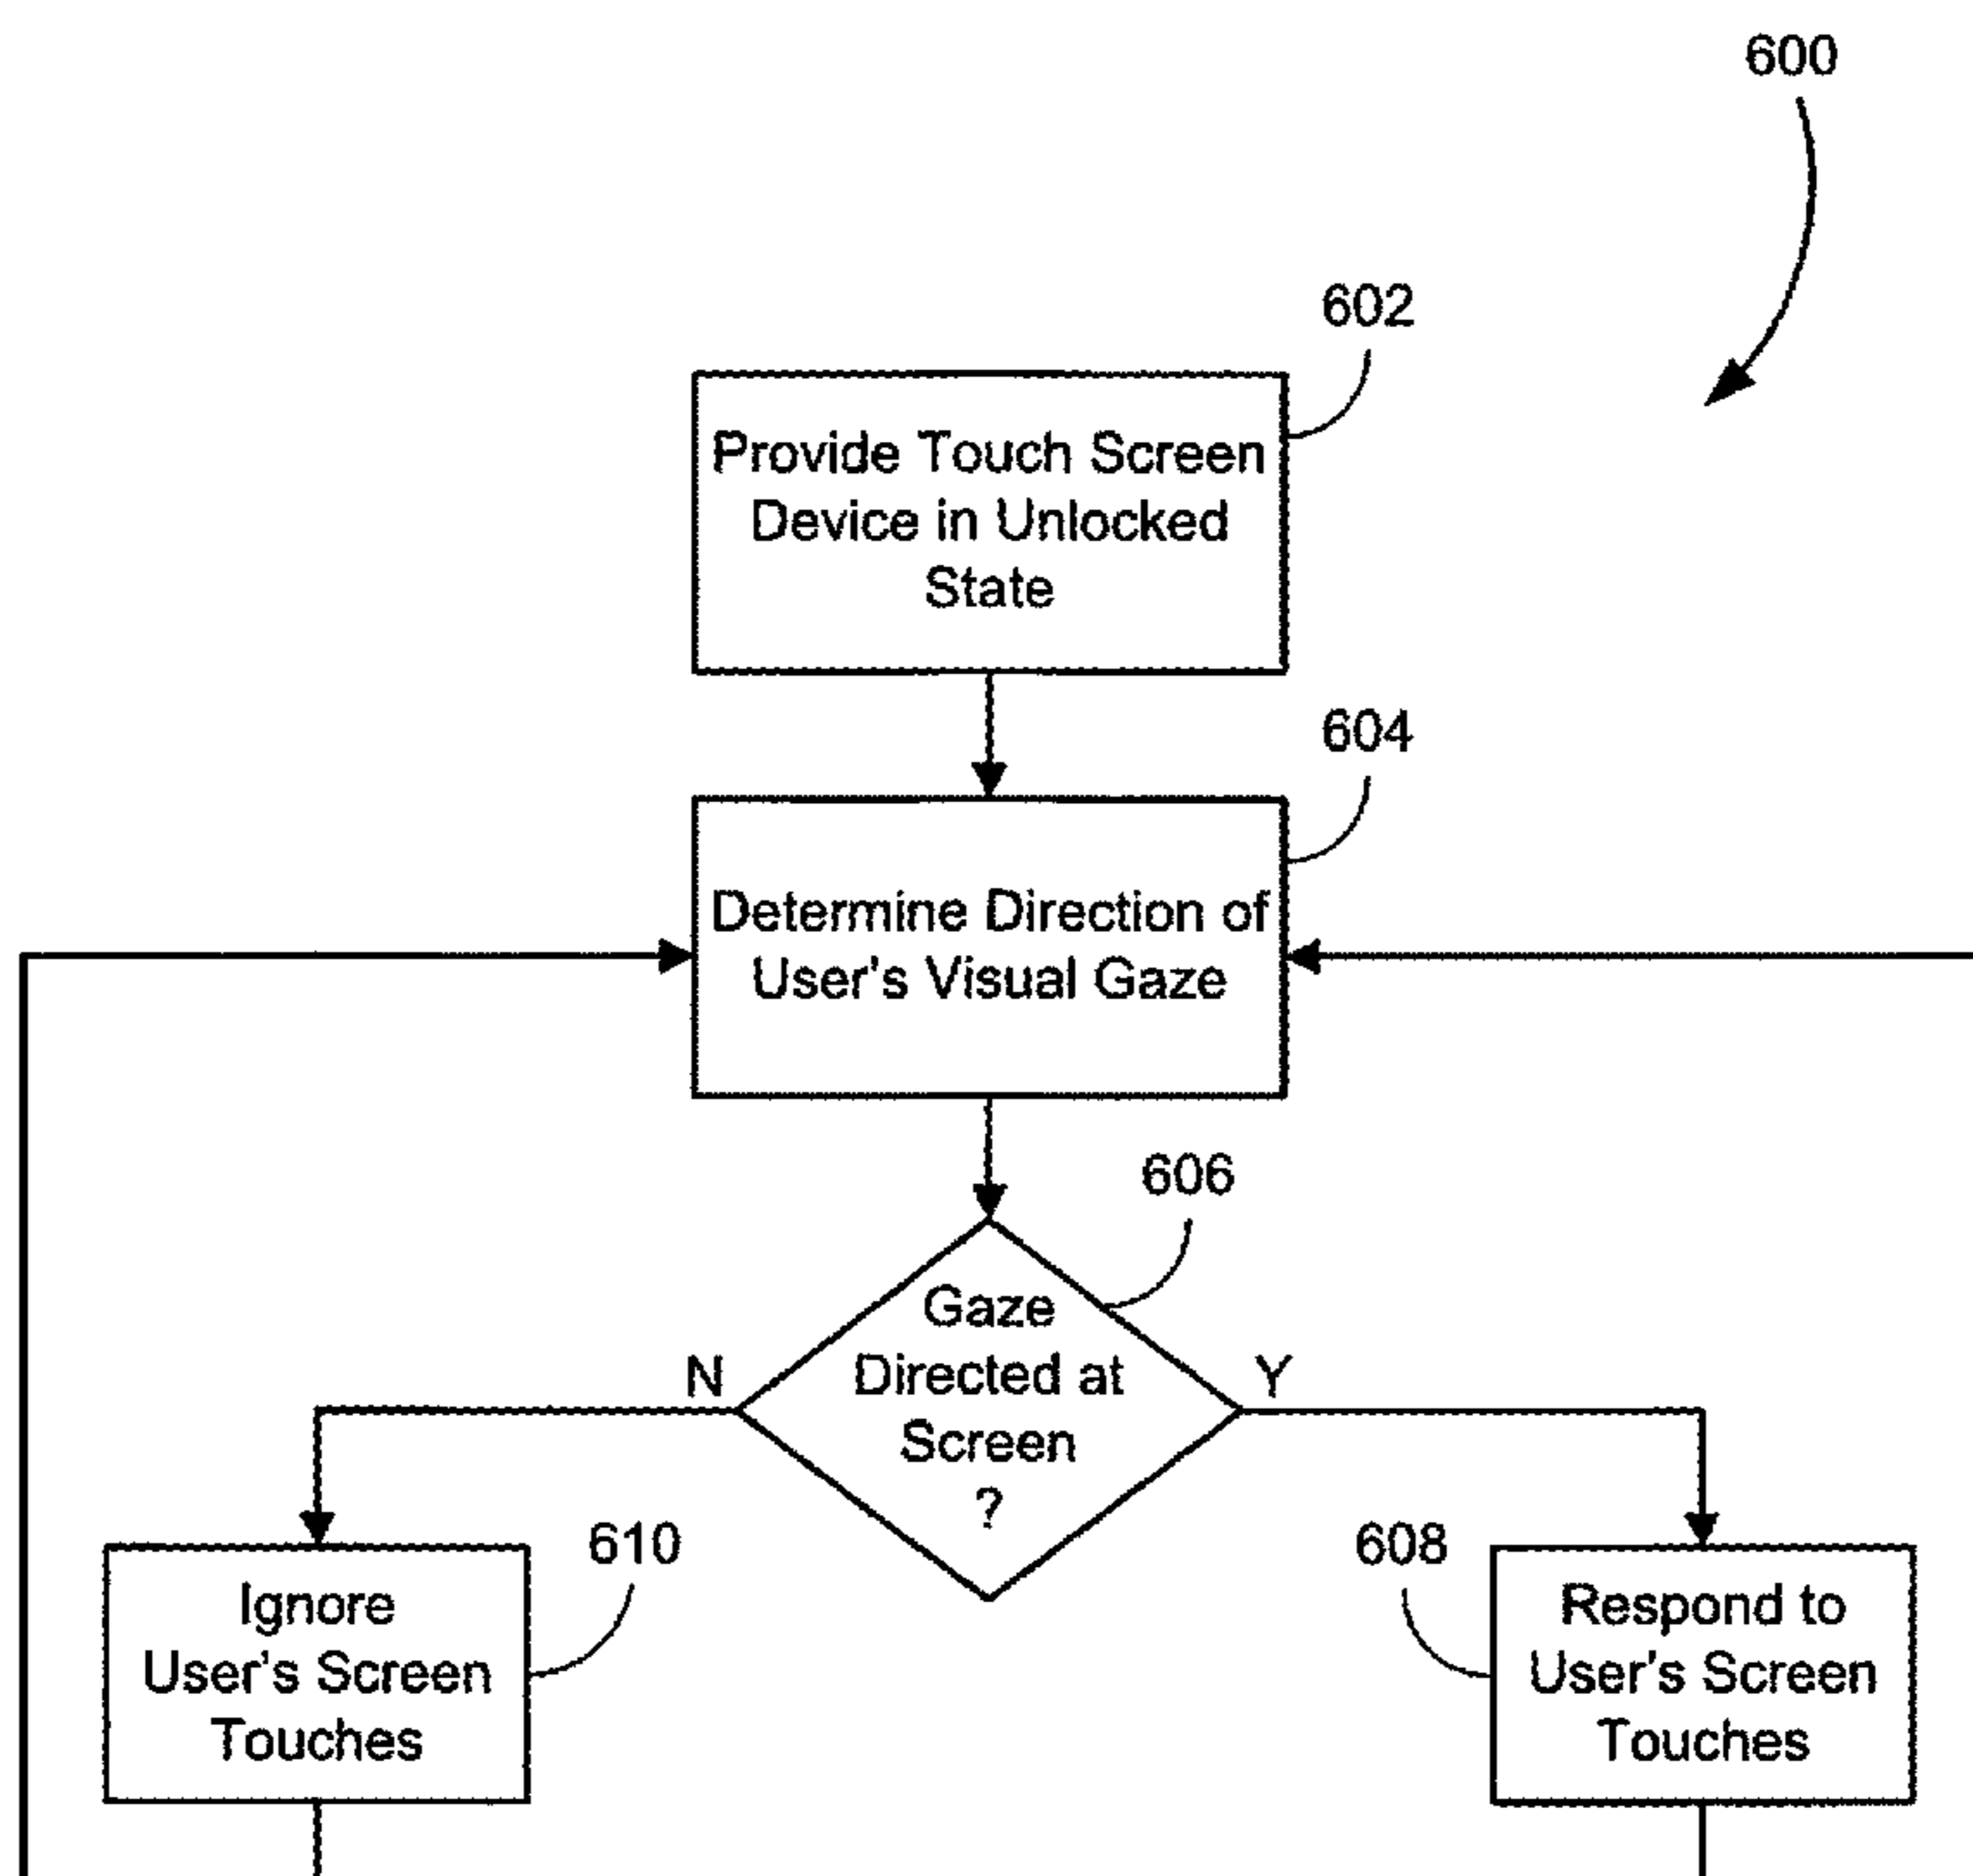 600
602
Provide Touch Screen
Device in Unlocked
State
604
Determine Direction of
User's Visual Gaze
606
Gaze
Directed at
Screen
?
N
Y
610
Ignore
User's Screen
Touches
608
Respond to
User's Screen
Touches